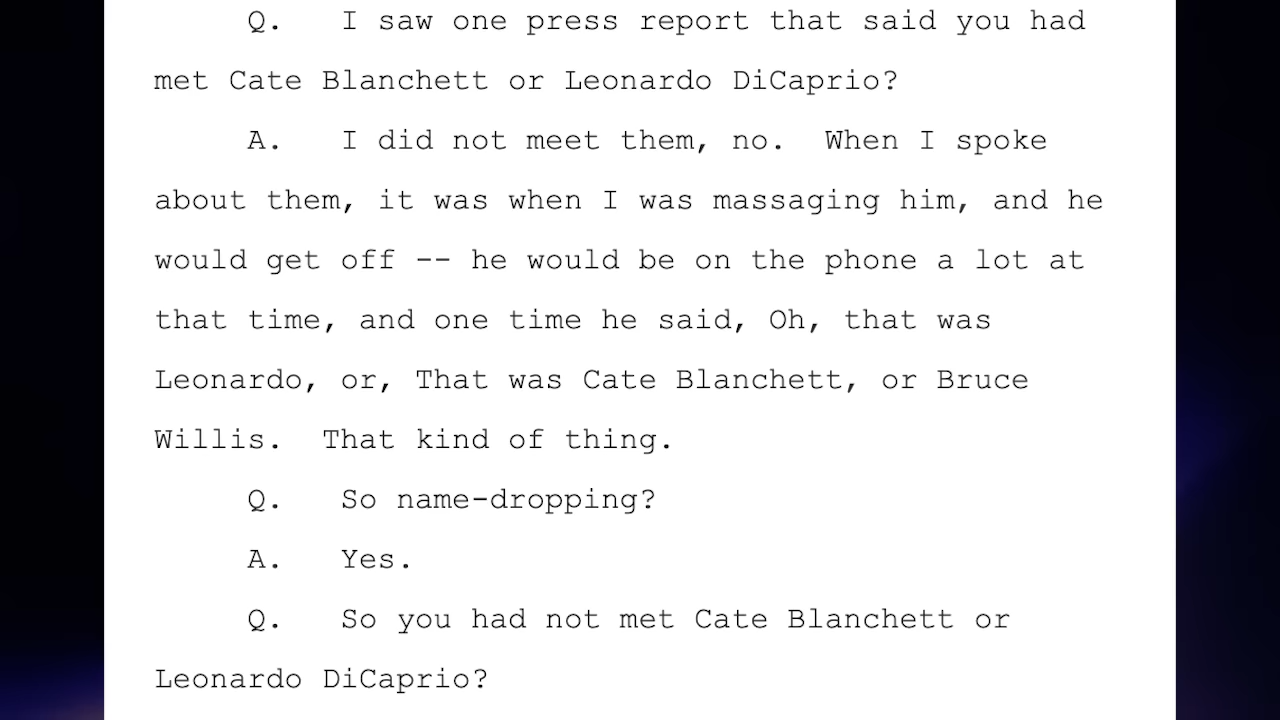 Q. I saw one press report that said you had
met Cate Blanchett or Leonardo DiCaprio?
A. I did not meet them, no. When I spoke
about them, it was when I was massaging him, and he
would get off -- he would be on the phone a lot at
that time, and one time he said, Oh, that was
Leonardo, or, That was Cate Blanchett, or Bruce
Willis. That kind of thing.
Q. So name-dropping?
A. Yes.
Q. So you had not met Cate Blanchett or
Leonardo DiCaprio?